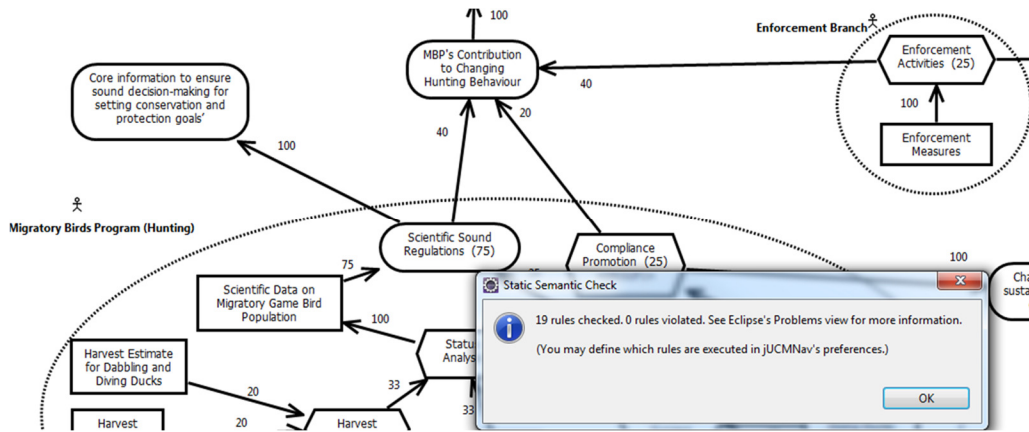 100
Enforcement Branch
MBP's Contribution
to Changing
Hunting Behaviour
Enforcement
Activities (25)
Core information to ensure
sound decision-making for
setting conservation and
protection goals'
40
20
40
100
Enforcement
Measures
100
Migratory Birds Program (Hunting)
Scientific Sound
Regulations (75)
Compliance
Promotion (25)
100
75
Scientific Data on
Migratory Game Bird
Population
100
Static Semantic Check
19 rules checked. 0 rules violated. See Eclipse's Problems view for more information.
(You may define which rules are executed in jUCMNav's preferences.)
OK
Cha
susta
Status
Analys
Harvest Estimate
for Dabbling and
Diving Ducks
33
20
33
20
Harvest
Harvest